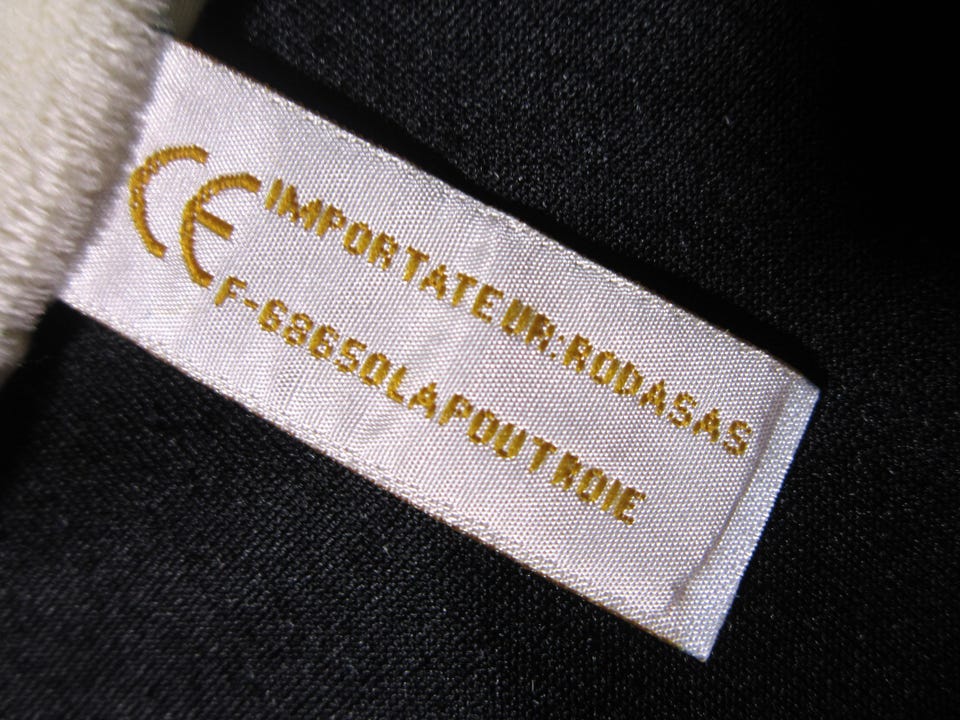 CE IMPORTATEUR:RODASAS
F-68650LAPOUTROIE